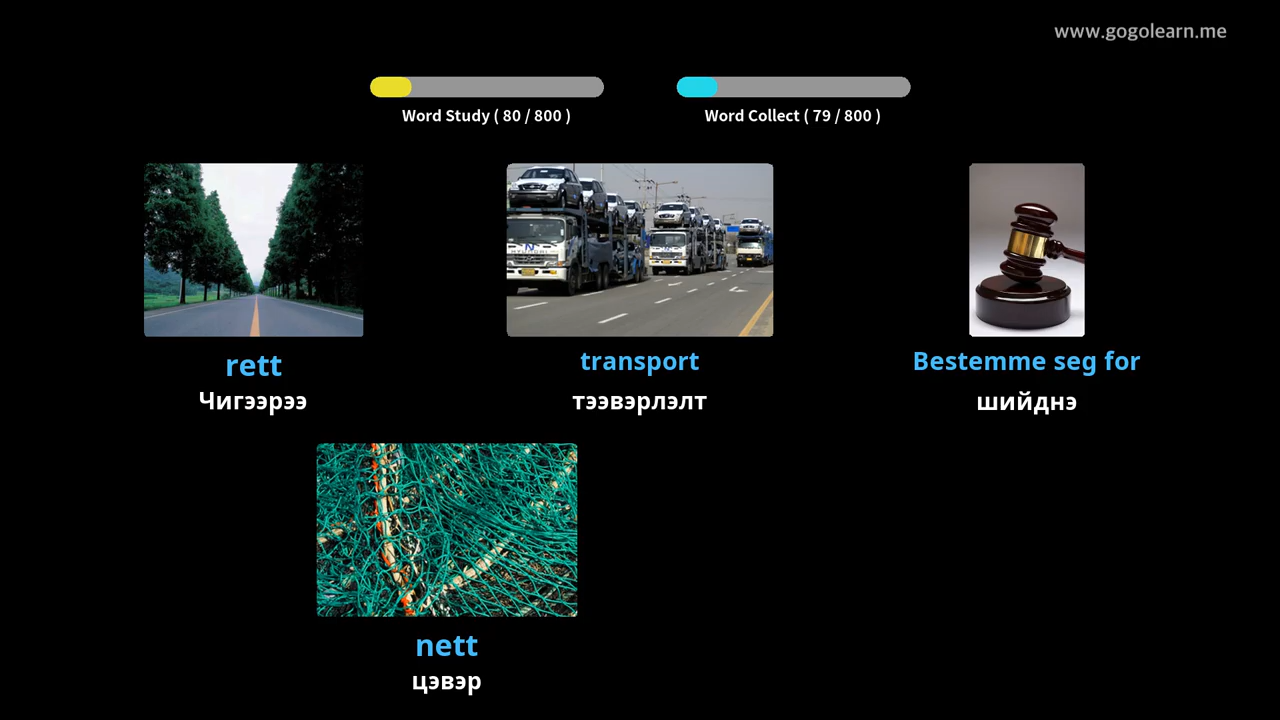 www.gogolearn.me
Word Study ( 80 / 800 )
Word Collect ( 79 / 800 )
rett
Чигээрээ
transport
тээвэрлэлт
Bestemme seg for
шийднэ
nett
цэвэр